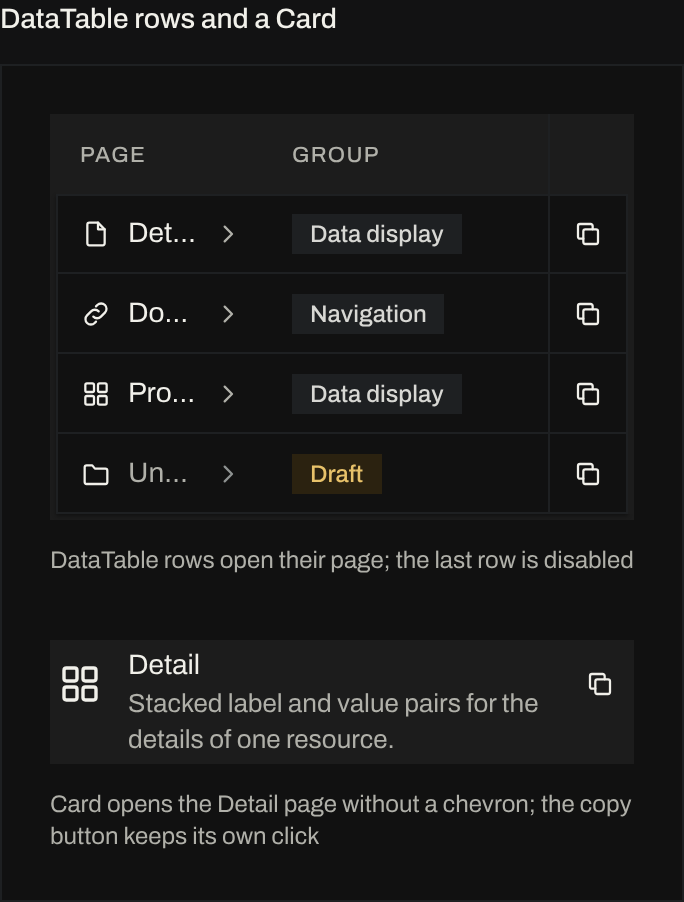 DataTable rows and a Card
PAGE GROUP
Det... Data display
Do... Navigation
Pro... Data display
Un... Draft
DataTable rows open their page; the last row is disabled
Detail
Stacked label and value pairs for the
details of one resource.
Card opens the Detail page without a chevron; the copy
button keeps its own click